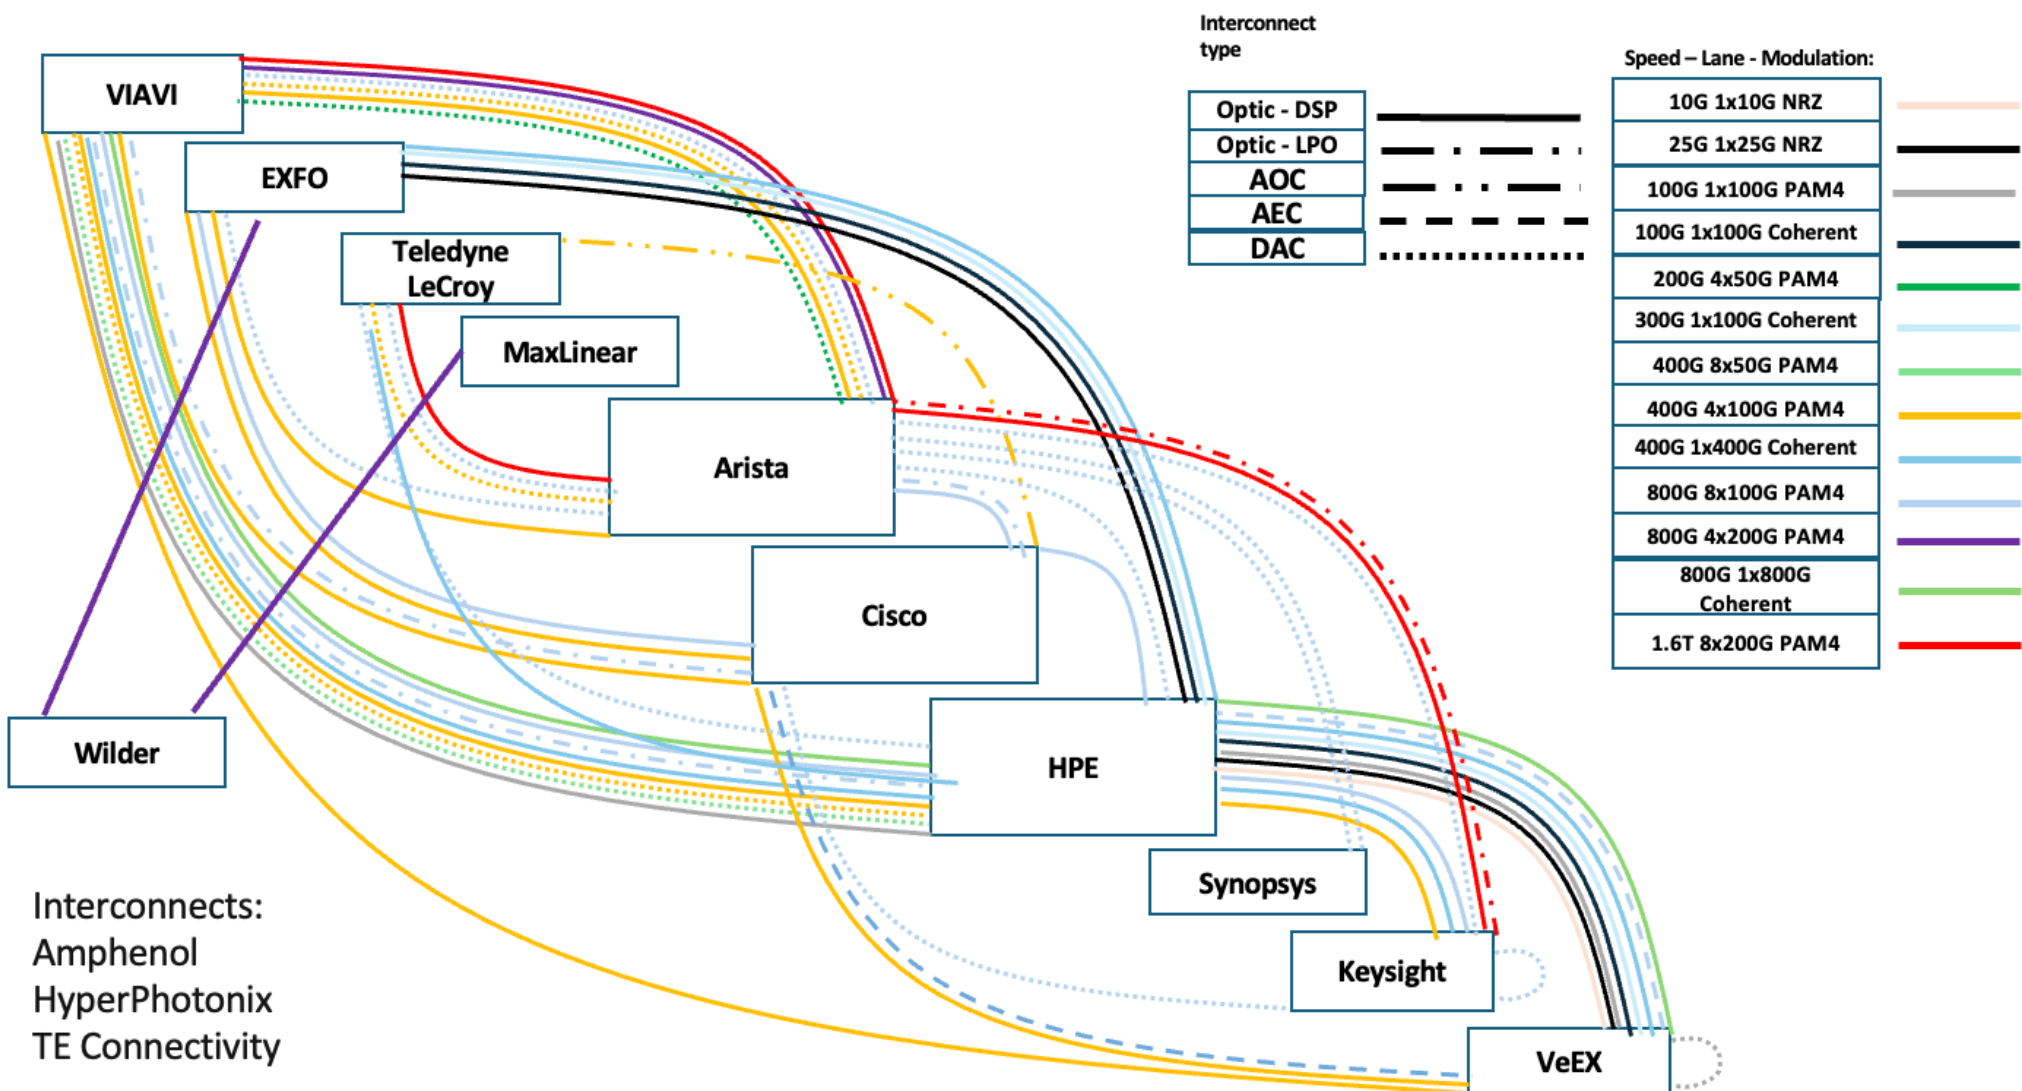 Interconnect
type
Speed – Lane - Modulation:
VIAVI
Optic - DSP
10G 1x10G NRZ
Optic - LPO
25G 1x25G NRZ
EXFO
AOC
100G 1x100G PAM4
AEC
100G 1x100G Coherent
DAC
Teledyne
LeCroy
200G 4x50G PAM4
300G 1x100G Coherent
MaxLinear
400G 8x50G PAM4
400G 4x100G PAM4
400G 1x400G Coherent
Arista
800G 8x100G PAM4
800G 4x200G PAM4
800G 1x800G
Coherent
Cisco
1.6T 8x200G PAM4
Wilder
HPE
Synopsys
Keysight
VeEX
Interconnects:
Amphenol
HyperPhotonix
TE Connectivity